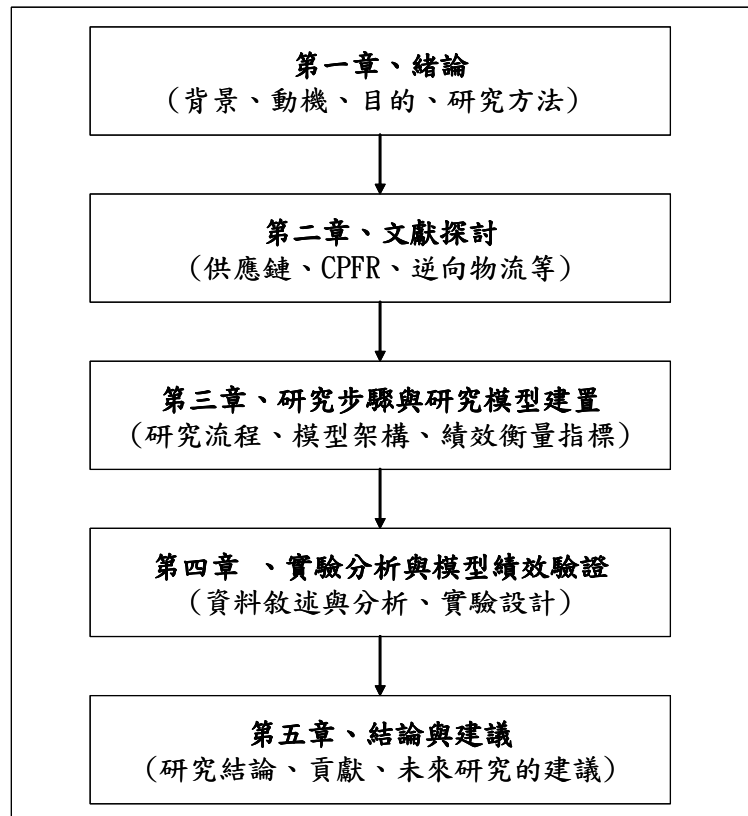 第一章、緒論
（背景、動機、目的、研究方法）
第二章、文獻探討
（供應鏈、CPFR、逆向物流等）
第三章、研究步驟與研究模型建置
（研究流程、模型架構、績效衡量指標）
第四章 、實驗分析與模型績效驗證
（資料敘述與分析、實驗設計）
第五章、結論與建議
（研究結論、貢獻、未來研究的建議）